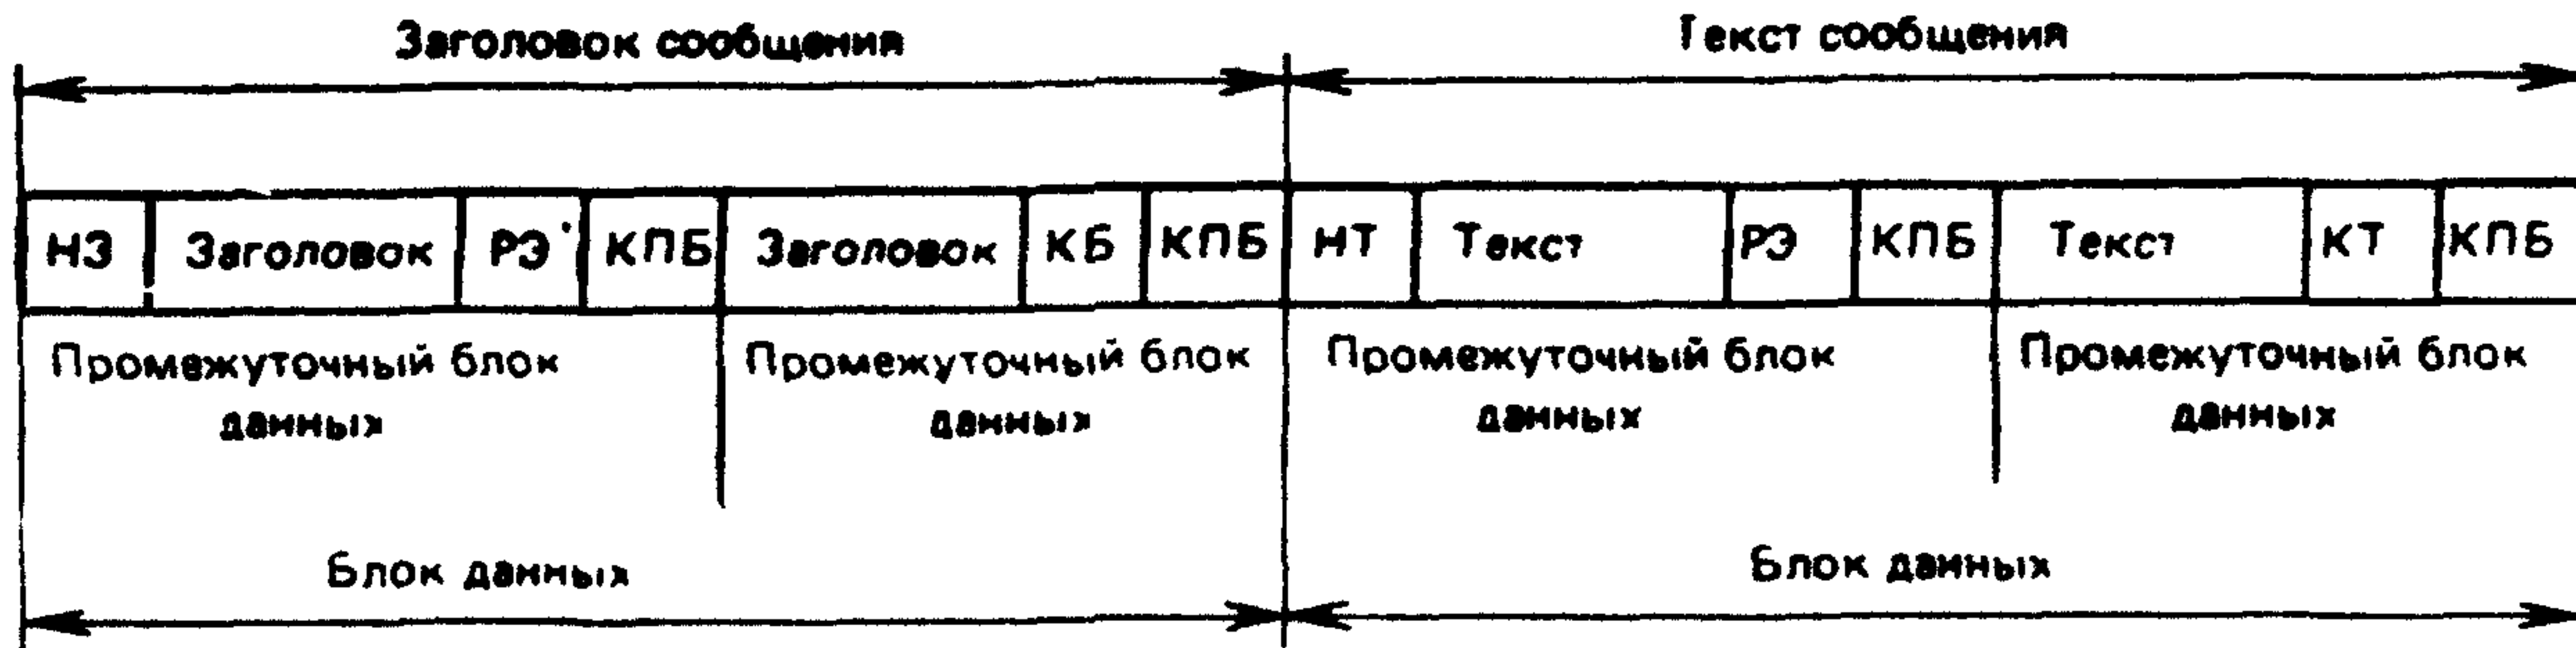 Заголовок сообщения Текст сообщения
НЗ Заголовок РЭ КПБ Заголовок КБ КПБ НТ Текст РЭ КПБ Текст КТ КПБ
Промежуточный блок Промежуточный блок Промежуточный блок Промежуточный блок
данных данных данных данных
Блок данных Блок данных